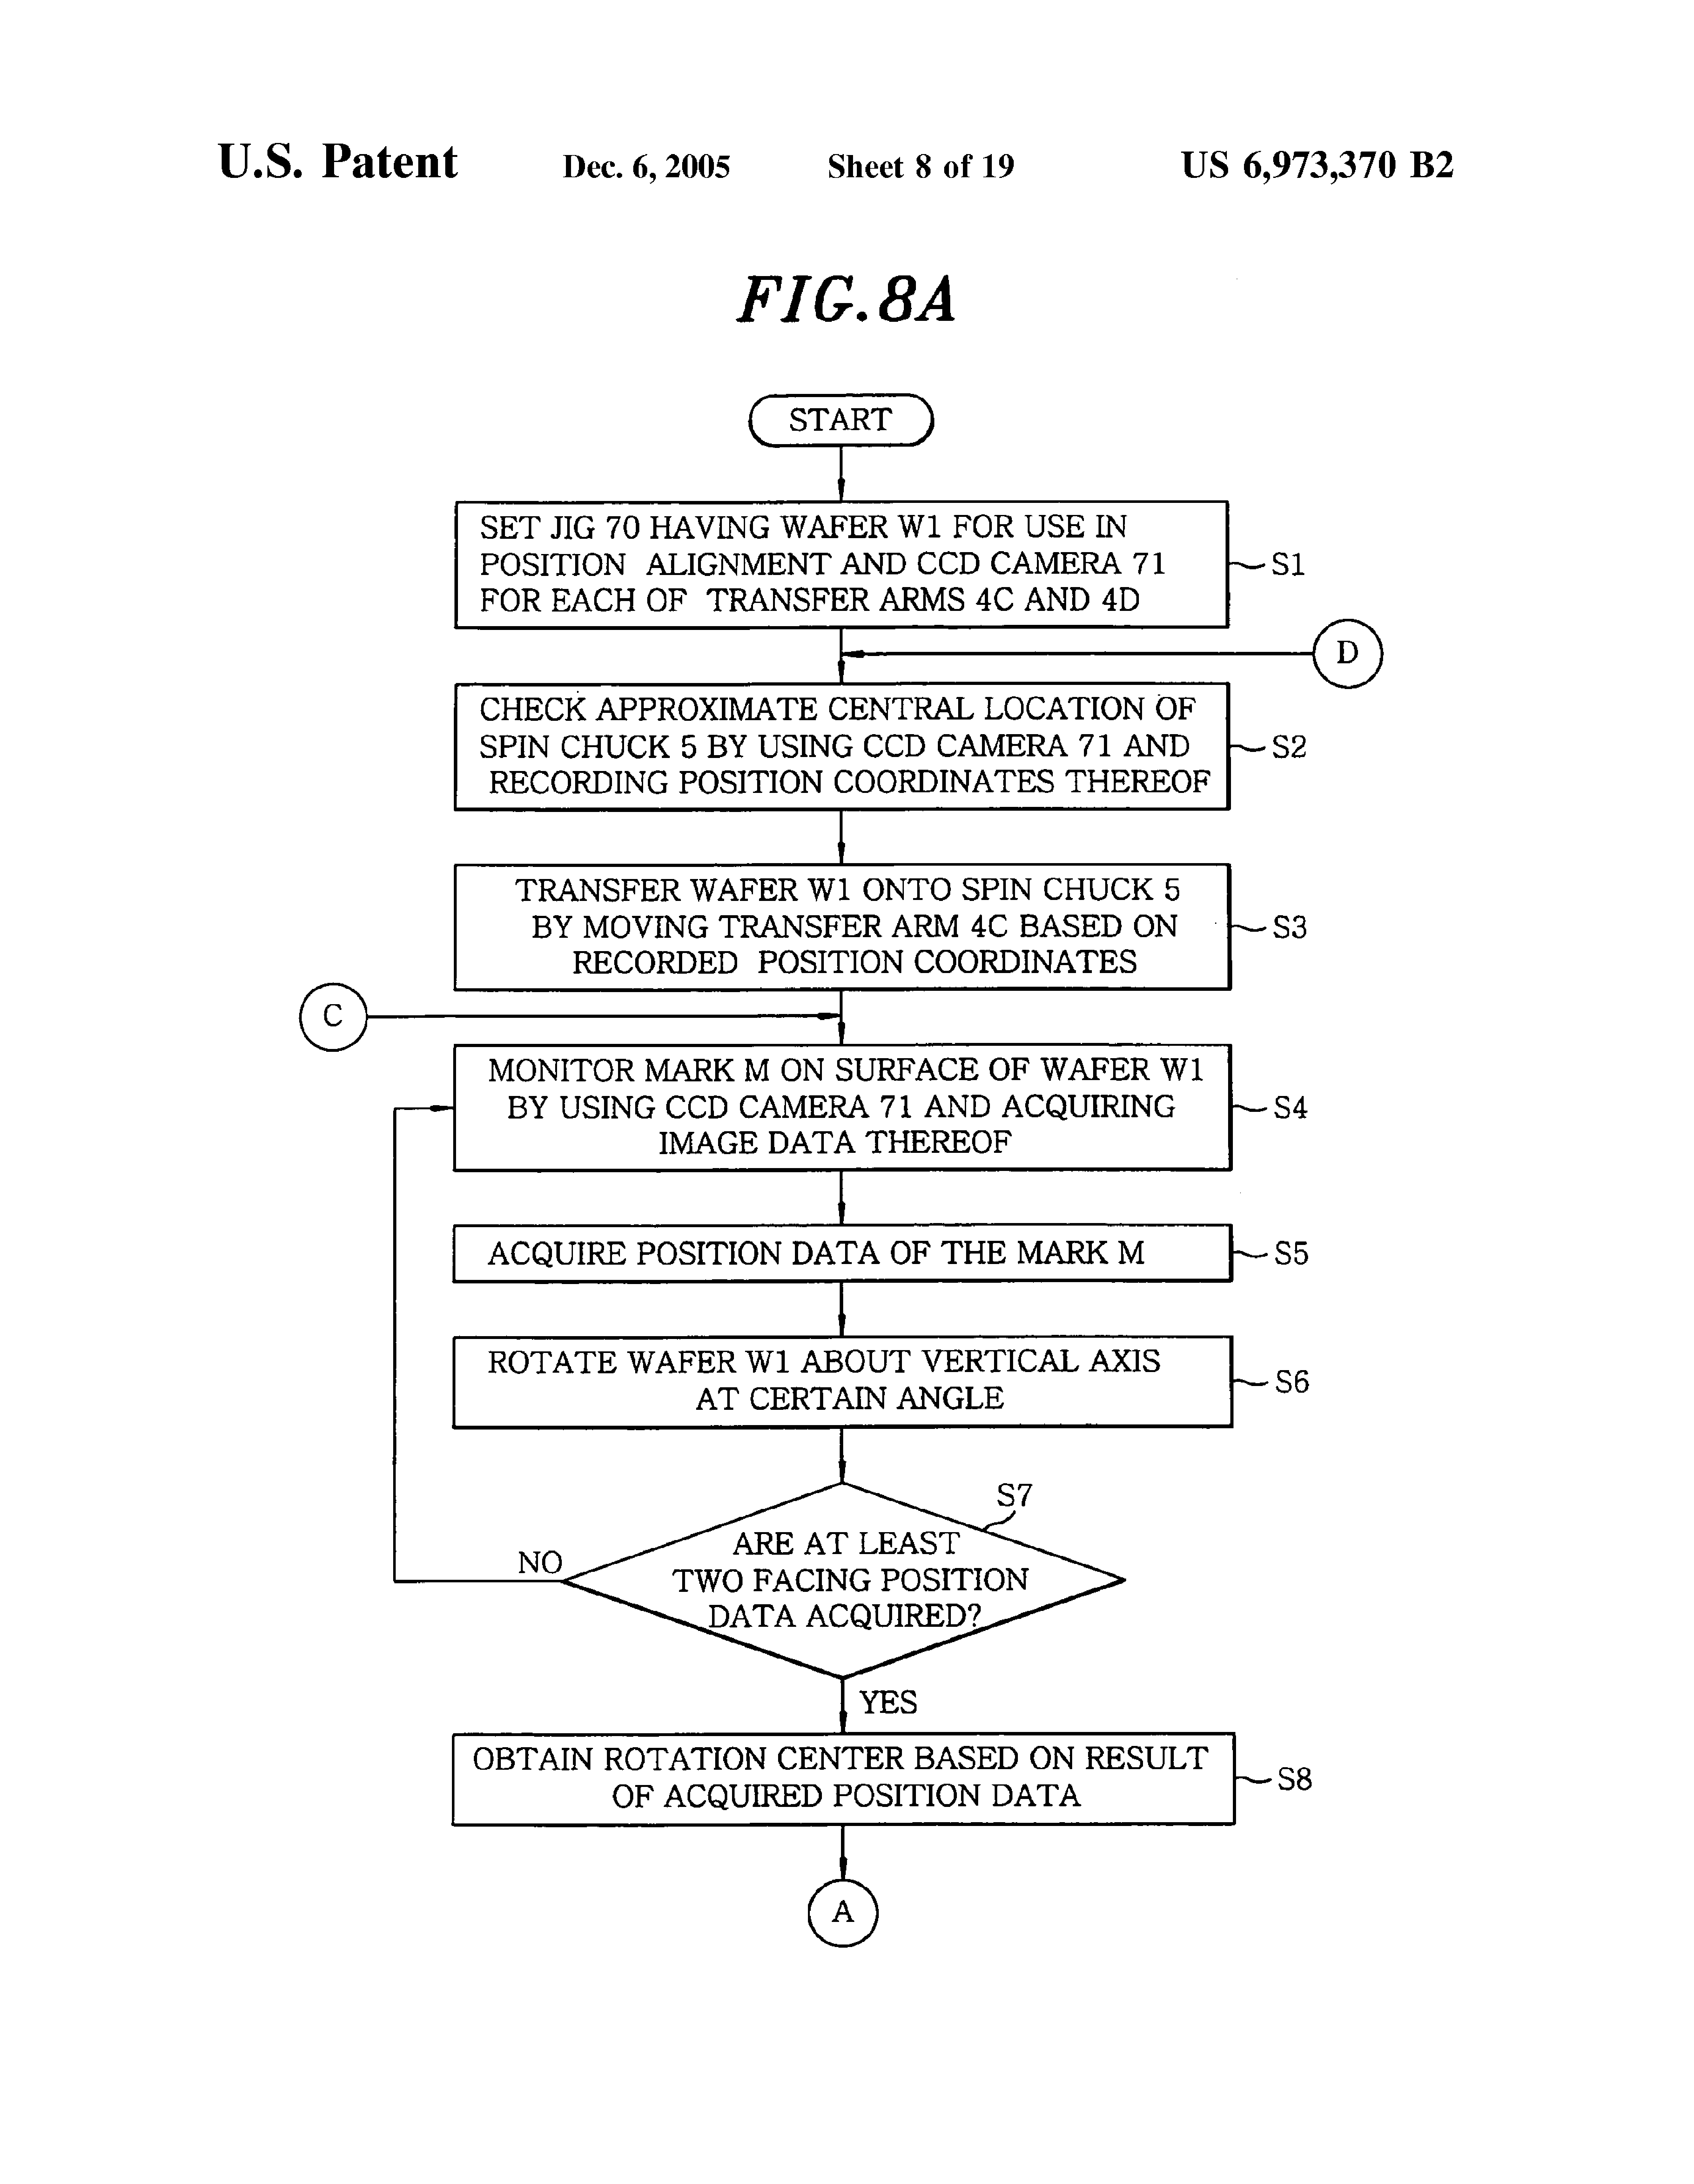 U.S. Patent Dec. 6, 2005 Sheet 8 of 19 US 6,973,370 B2
FIG.8A
START
SET JIG 70 HAVING WAFER W1 FOR USE IN
POSITION ALIGNMENT AND CCD CAMERA 71
FOR EACH OF TRANSFER ARMS 4C AND 4D
S1
D
CHECK APPROXIMATE CENTRAL LOCATION OF
SPIN CHUCK 5 BY USING CCD CAMERA 71 AND
RECORDING POSITION COORDINATES THEREOF
S2
TRANSFER WAFER W1 ONTO SPIN CHUCK 5
BY MOVING TRANSFER ARM 4C BASED ON
RECORDED POSITION COORDINATES
S3
C
MONITOR MARK M ON SURFACE OF WAFER W1
BY USING CCD CAMERA 71 AND ACQUIRING
IMAGE DATA THEREOF
S4
ACQUIRE POSITION DATA OF THE MARK M
S5
ROTATE WAFER W1 ABOUT VERTICAL AXIS
AT CERTAIN ANGLE
S6
S7
ARE AT LEAST
TWO FACING POSITION
DATA ACQUIRED?
NO
YES
OBTAIN ROTATION CENTER BASED ON RESULT
OF ACQUIRED POSITION DATA
S8
A